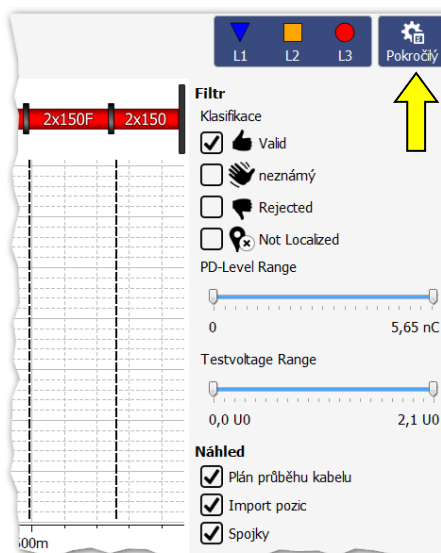 L1 L2 L3 Pokročilý
2x150F 2x150
Filtr
Klasifikace
Valid
neznámý
Rejected
Not Localized
PD-Level Range
0 5,65 nC
Testvoltage Range
0,0 U0 2,1 U0
Náhled
Plán průběhu kabelu
Import pozic
Spojky